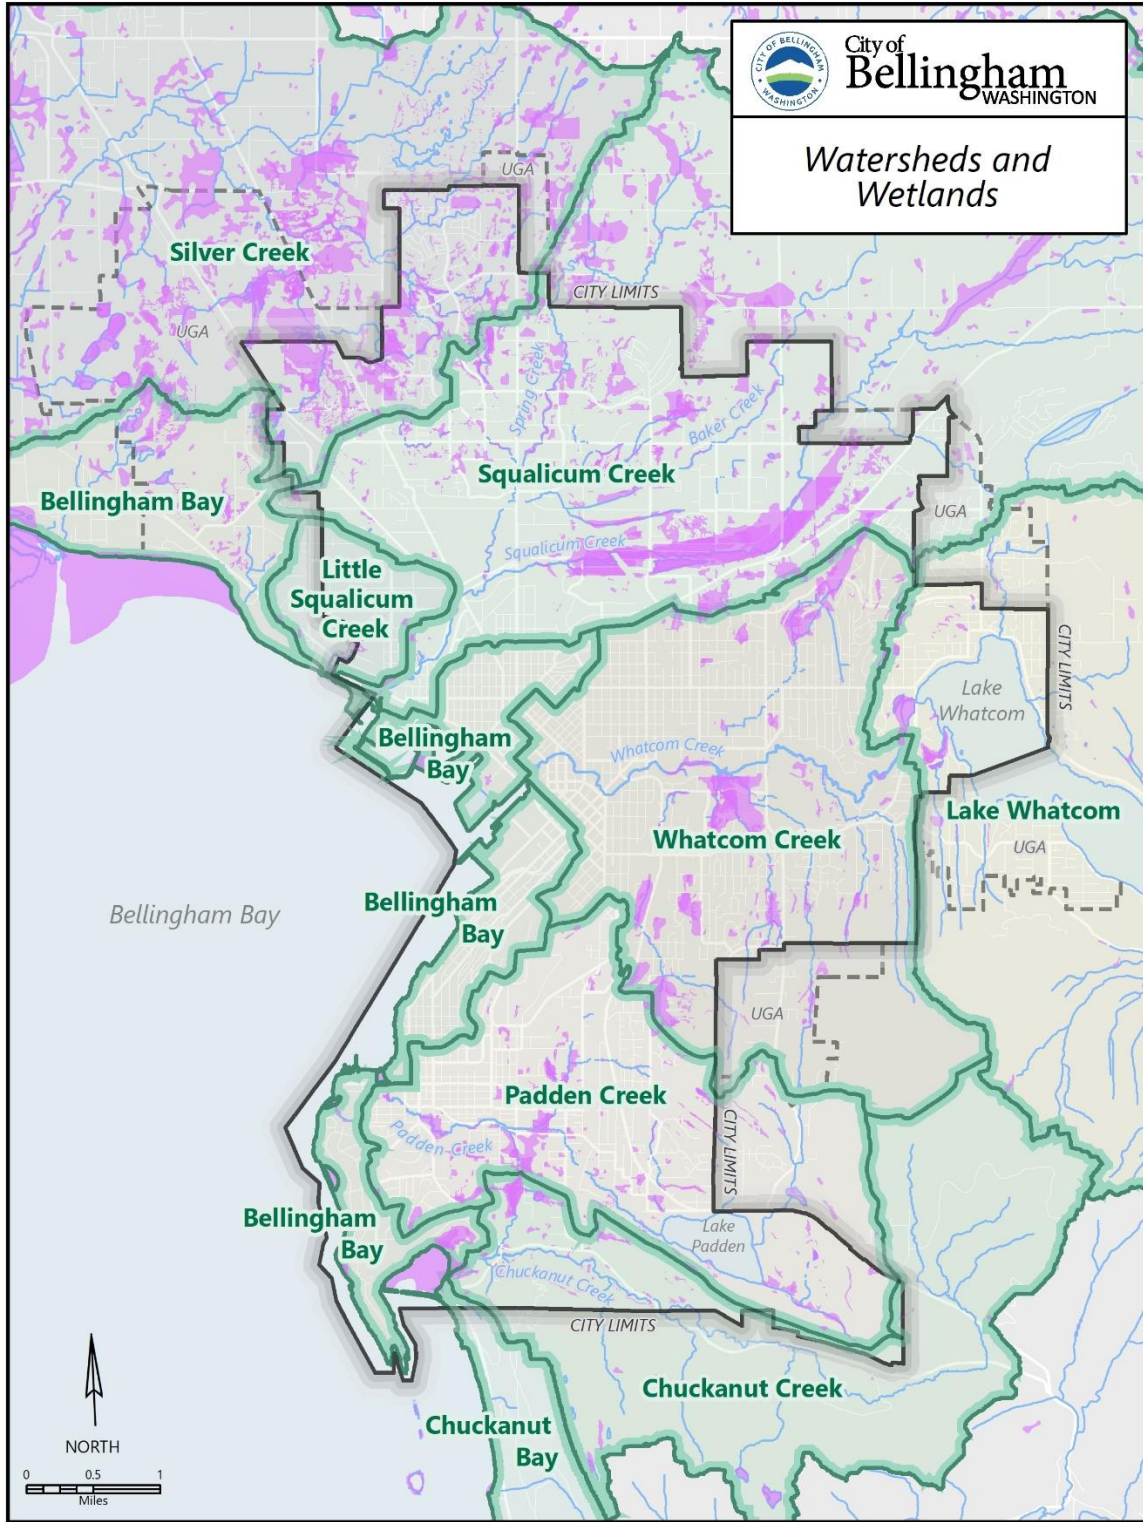 CITY OF BELLINGHAM
WASHINGTON
City of
Bellingham
WASHINGTON
Watersheds and
Wetlands
UGA
Silver Creek
CITY LIMITS
UGA
Spring Creek
Baker Creek
Squalicum Creek
Bellingham Bay
UGA
Squalicum Creek
Little
Squalicum
Creek
CITY LIMITS
Lake
Whatcom
Bellingham
Bay
Whatcom Creek
Lake Whatcom
Whatcom Creek
UGA
Bellingham
Bay
Bellingham Bay
UGA
Padden Creek
CITY LIMITS
Padden Creek
Bellingham
Bay
Lake
Padden
Chuckanut Creek
CITY LIMITS
Chuckanut Creek
Chuckanut
Bay
NORTH
0 0.5 1
Miles